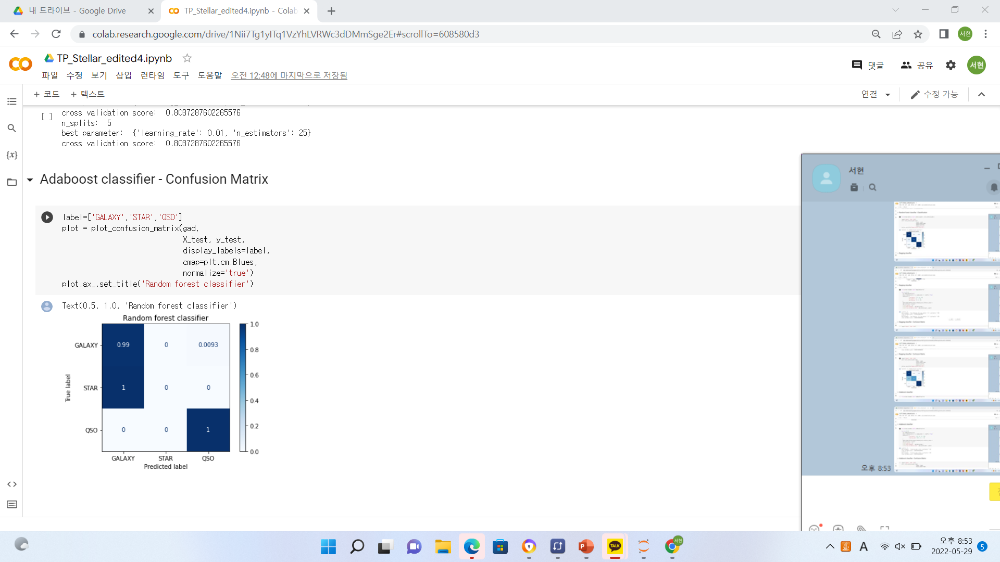 내 드라이브 - Google Drive
TP_Stellar_edited4.ipynb - Colab
colab.research.google.com/drive/1Nii7Tg1yITq1VzYhLVRWc3dDMmSge2Er#scrollTo=608580d3
서현
TP_Stellar_edited4.ipynb
댓글
공유
서현
파일 수정 보기 삽입 런타임 도구 도움말 오전 12:48에 마지막으로 저장됨
+ 코드 + 텍스트
연결
수정 가능
[ ]
cross validation score: 0.8037287602265576
n_splits: 5
best parameter: {'learning_rate': 0.01, 'n_estimators': 25}
cross validation score: 0.8037287602265576
{x}
Adaboost classifier - Confusion Matrix
label=['GALAXY','STAR','QSO']
plot = plot_confusion_matrix(gad,
X_test, y_test,
display_labels=label,
cmap=plt.cm.Blues,
normalize='true')
plot.ax_.set_title('Random forest classifier')
Text(0.5, 1.0, 'Random forest classifier')
Random forest classifier
GALAXY 0.99 0 0.0093
STAR 1 0 0
QSO 0 0 1
GALAXY STAR QSO
Predicted label
True label
1.0
0.8
0.6
0.4
0.2
0.0
서현
오후 8:53
TALK
서현
A
오후 8:53
2022-05-29
5